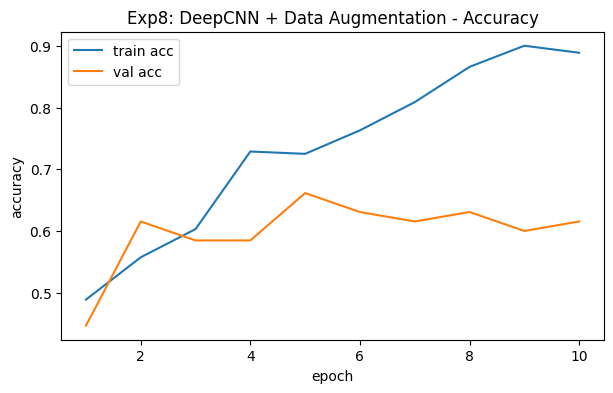 Exp8: DeepCNN + Data Augmentation - Accuracy
train acc
val acc
accuracy
0.9
0.8
0.7
0.6
0.5
2 4 6 8 10
epoch